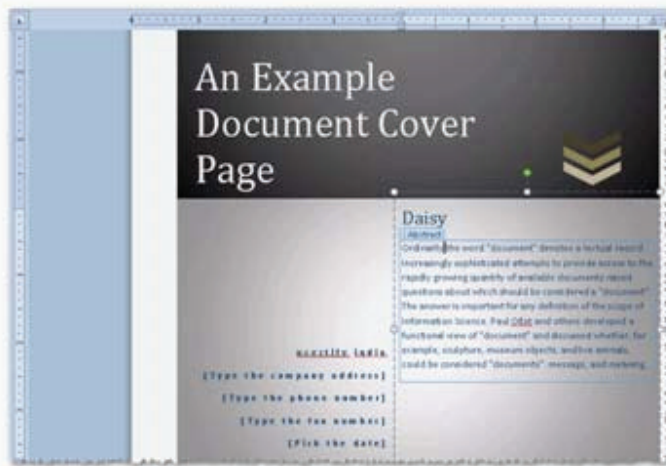 An Example
Document Cover
Page
Daisy
Abstract
Ordinarily the word "document" denotes a textual record.
Increasingly sophisticated attempts to provide access to the
rapidly growing quantity of available documents raised
questions about which should be considered a "document".
The answer is important for any definition of the scope of
Information Science. Paul Otlet and others developed a
functional view of "document" and discussed whether, for
example, sculpture, museum objects, and live animals,
could be considered "documents". message, and meaning.
ucertify india
[Type the company address]
[Type the phone number]
[Type the fax number]
[Pick the date]